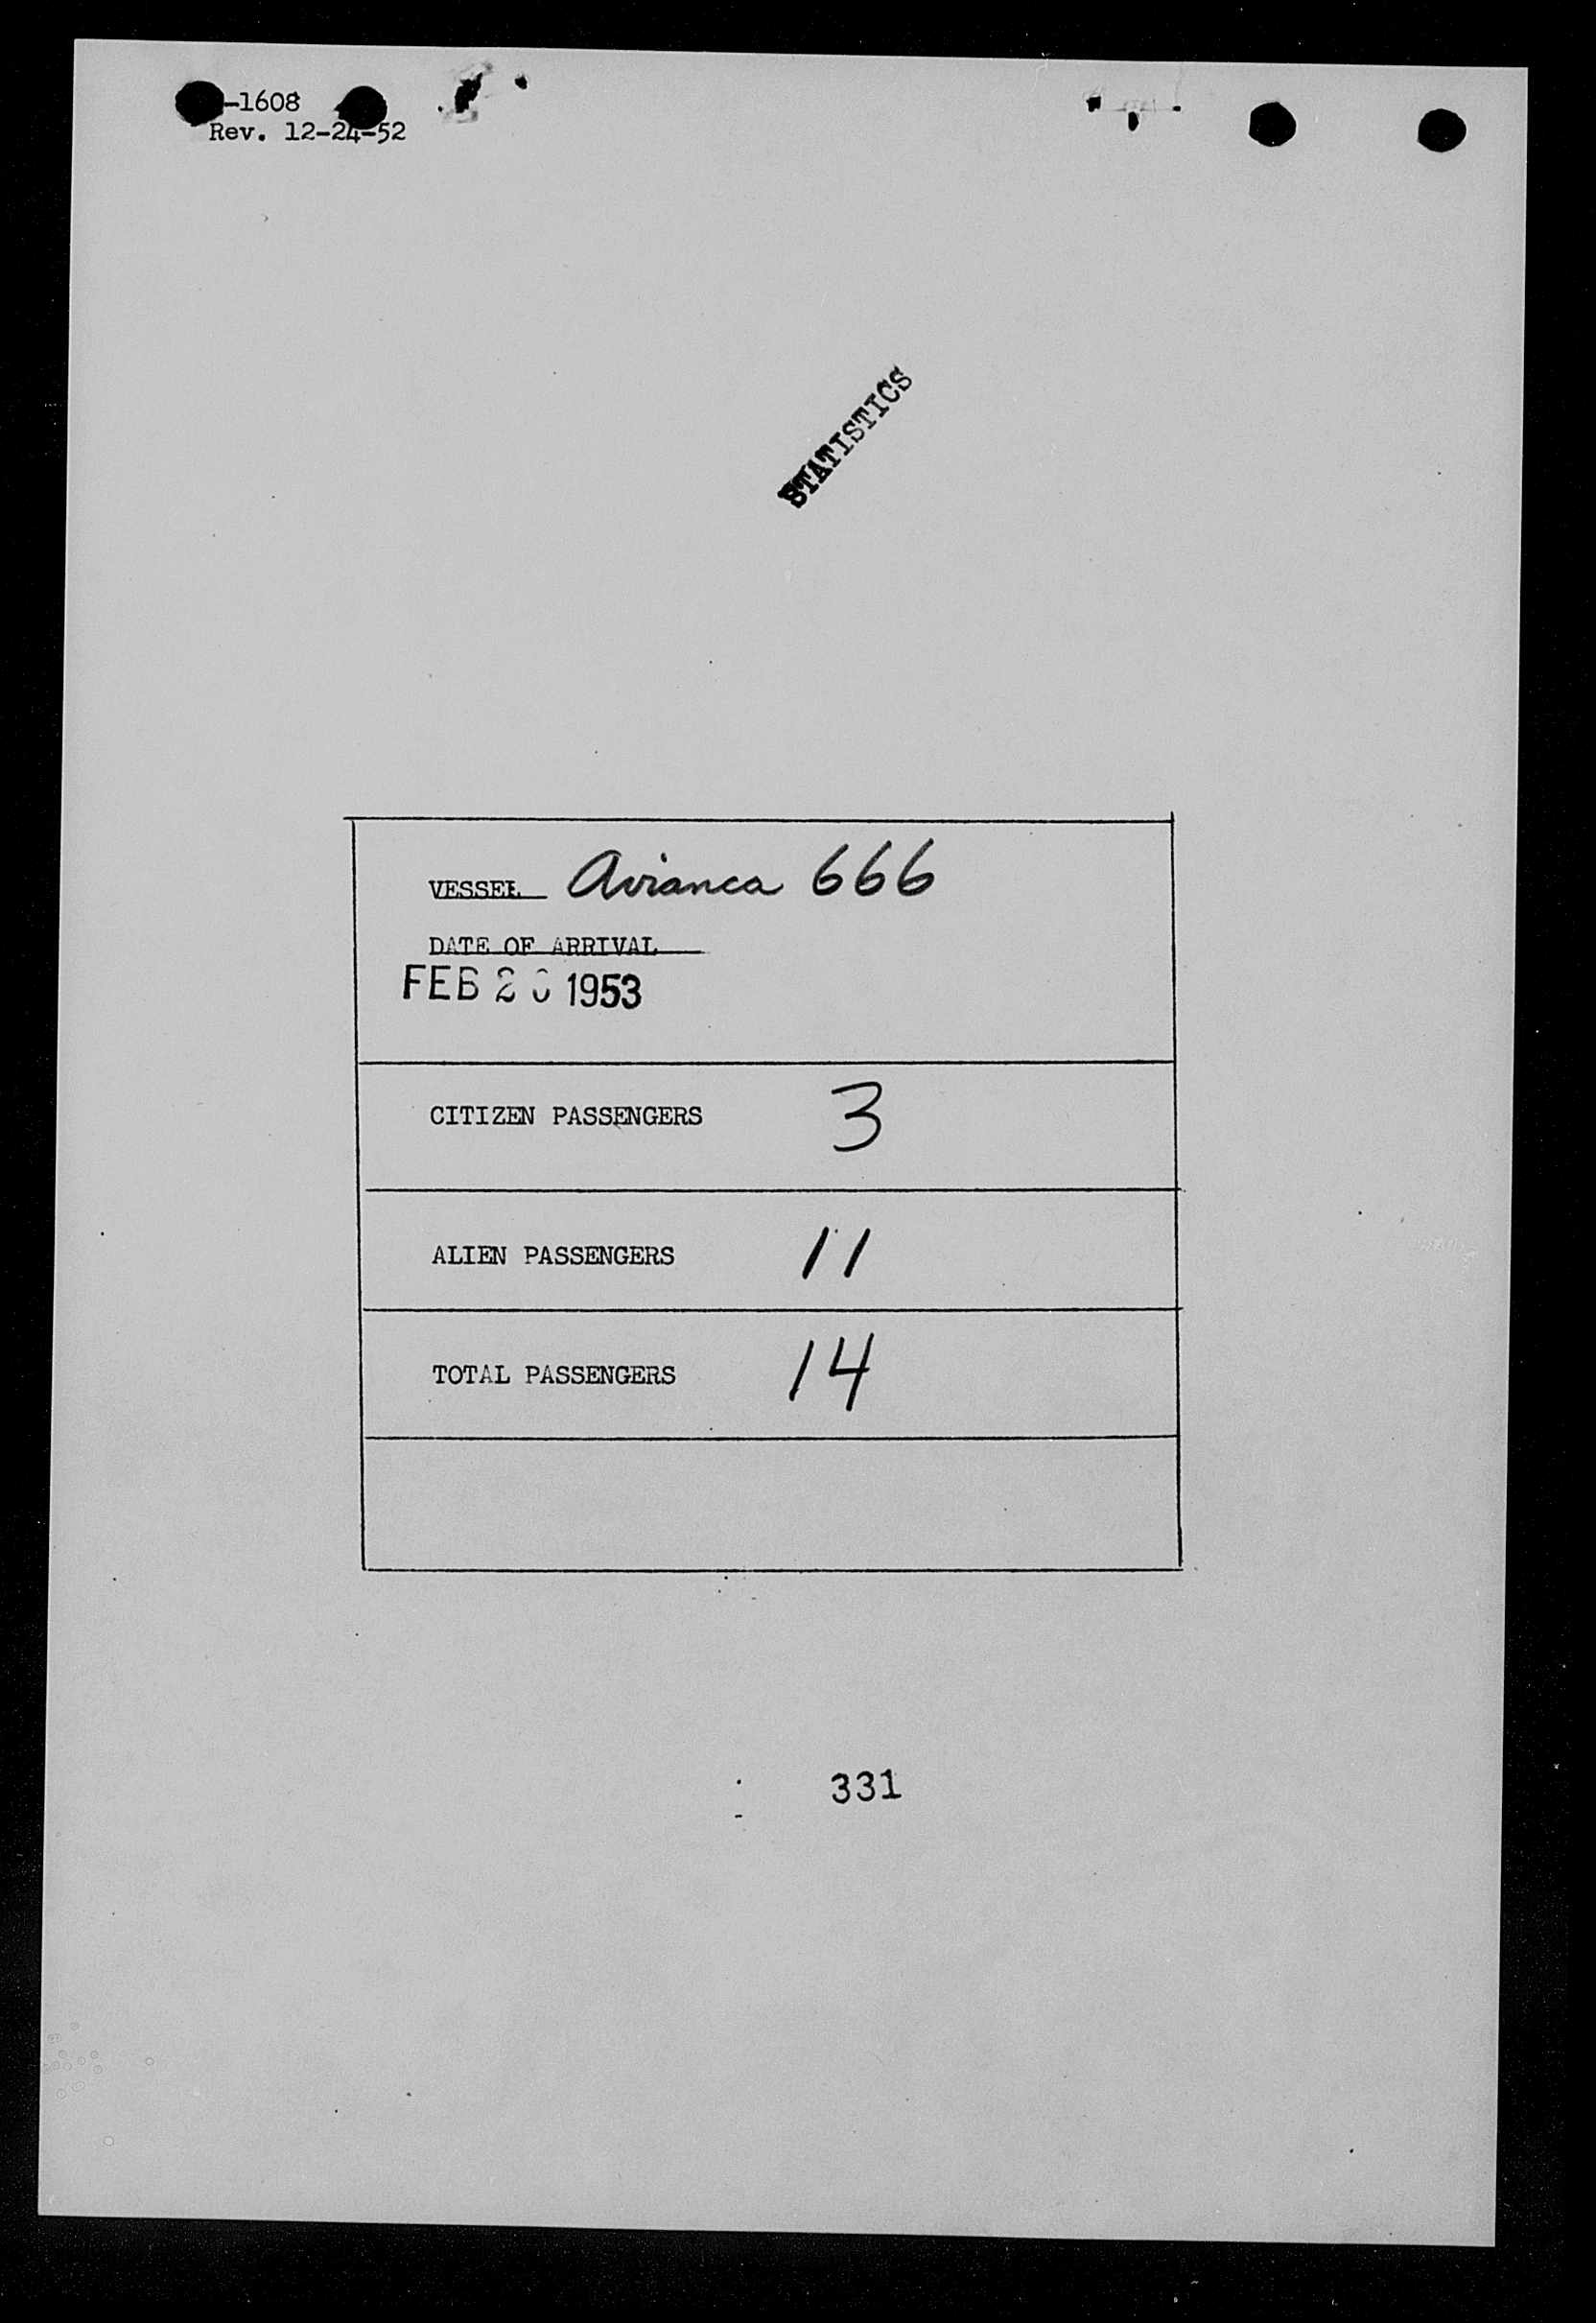 -1608
Rev. 12-24-52
STATISTICS
VESSEL Avianca 666
DATE OF ARRIVAL
FEB 1953
CITIZEN PASSENGERS 3
ALIEN PASSENGERS 11
TOTAL PASSENGERS 14
331